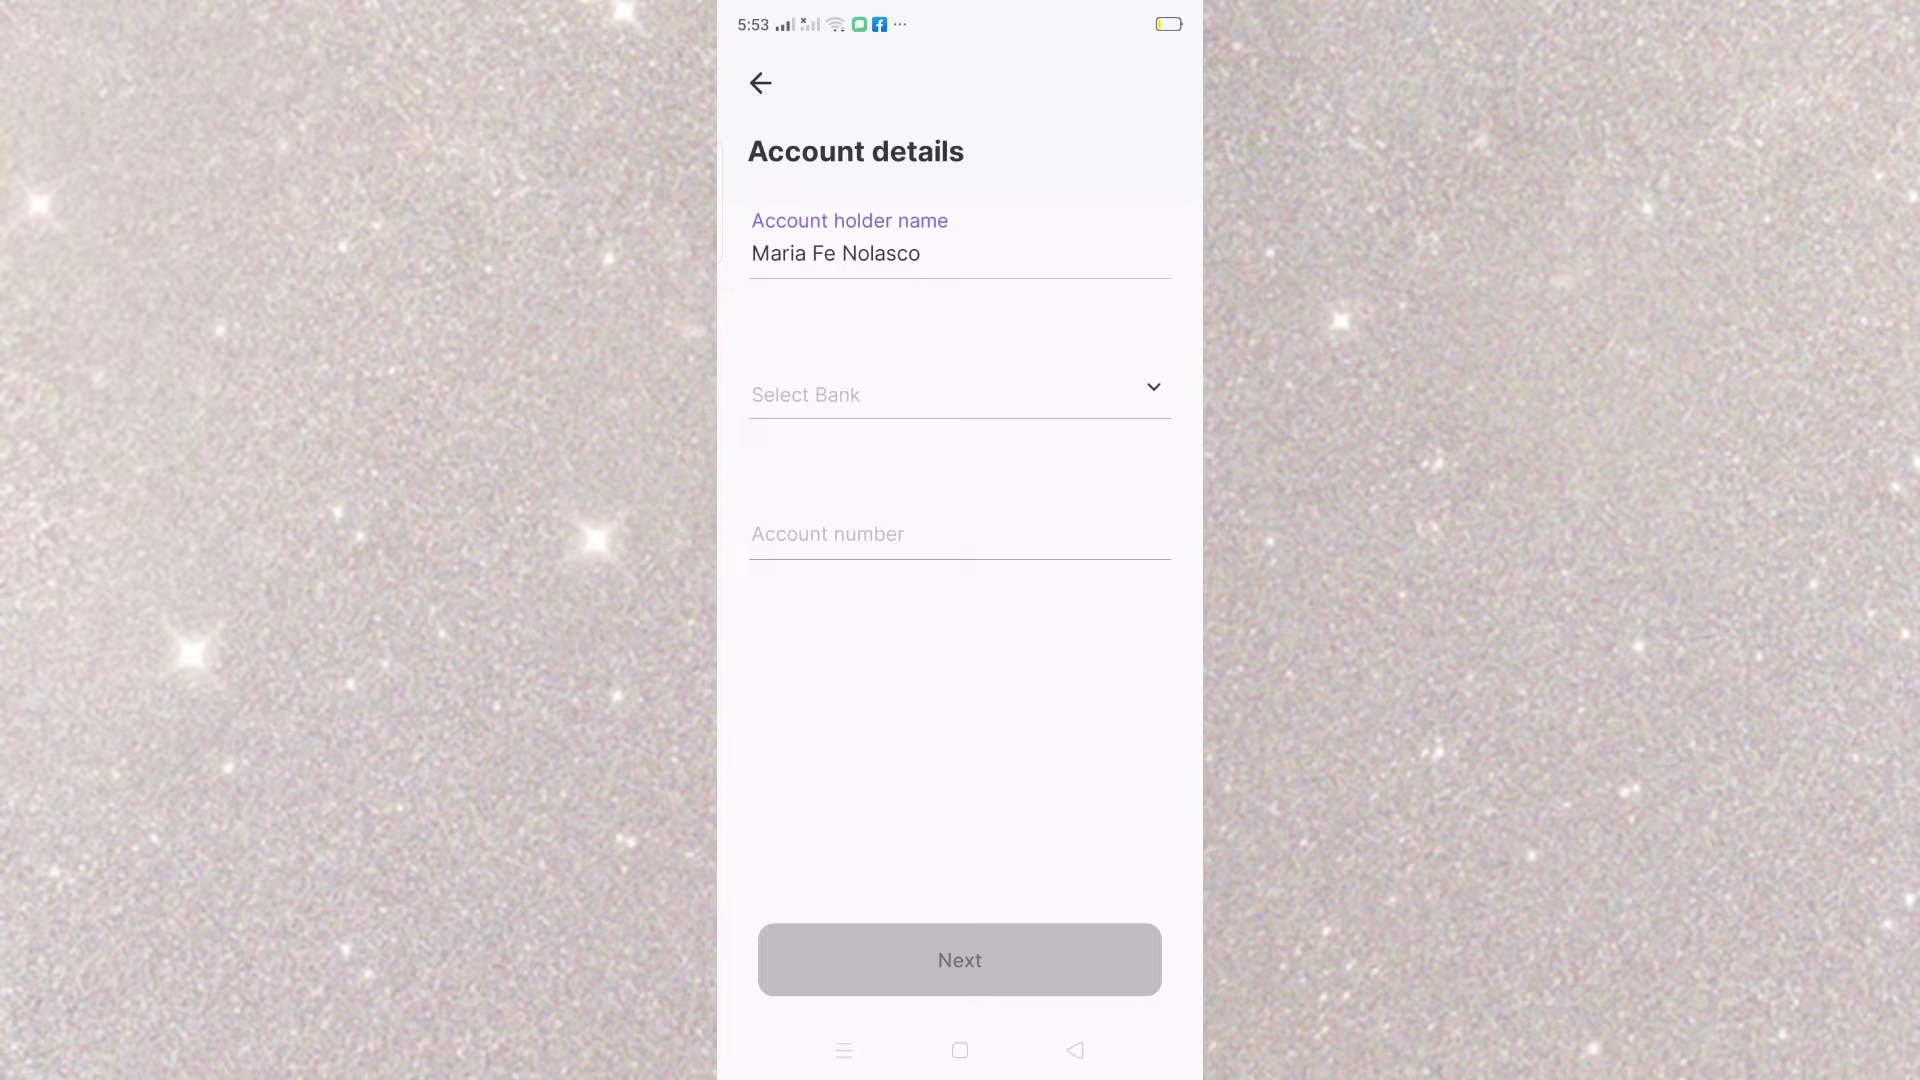 5:53
Account details
Account holder name
Maria Fe Nolasco
Select Bank
Account number
Next